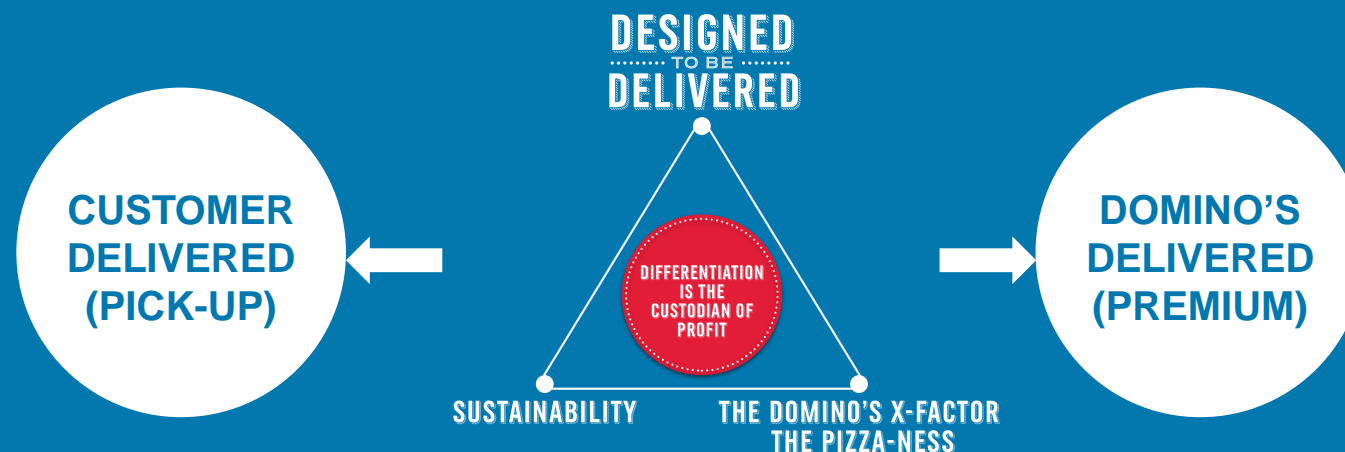 DESIGNED
TO BE
DELIVERED
CUSTOMER
DELIVERED
(PICK-UP)
DIFFERENTIATION
IS THE
CUSTODIAN OF
PROFIT
DOMINO’S
DELIVERED
(PREMIUM)
SUSTAINABILITY
THE DOMINO’S X-FACTOR
THE PIZZA-NESS